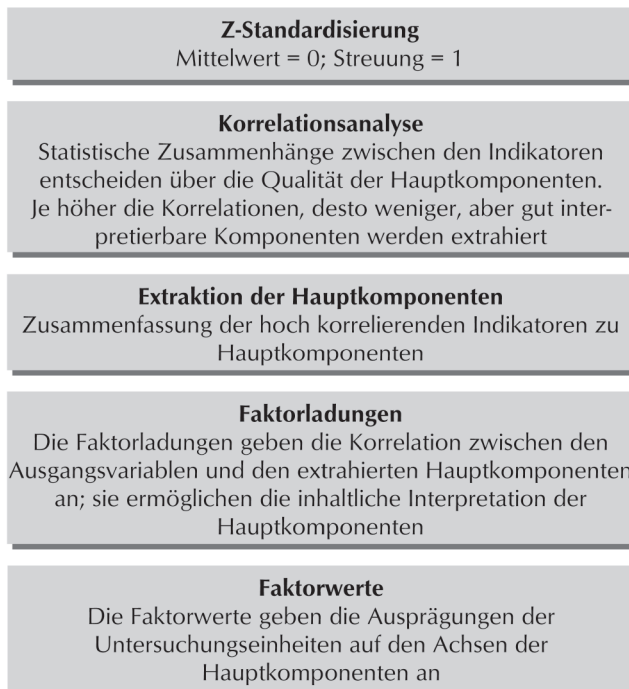 Z-Standardisierung
Mittelwert = 0; Streuung = 1
Korrelationsanalyse
Statistische Zusammenhänge zwischen den Indikatoren
entscheiden über die Qualität der Hauptkomponenten.
Je höher die Korrelationen, desto weniger, aber gut inter-
pretierbare Komponenten werden extrahiert
Extraktion der Hauptkomponenten
Zusammenfassung der hoch korrelierenden Indikatoren zu
Hauptkomponenten
Faktorladungen
Die Faktorladungen geben die Korrelation zwischen den
Ausgangsvariablen und den extrahierten Hauptkomponenten
an; sie ermöglichen die inhaltliche Interpretation der
Hauptkomponenten
Faktorwerte
Die Faktorwerte geben die Ausprägungen der
Untersuchungseinheiten auf den Achsen der
Hauptkomponenten an